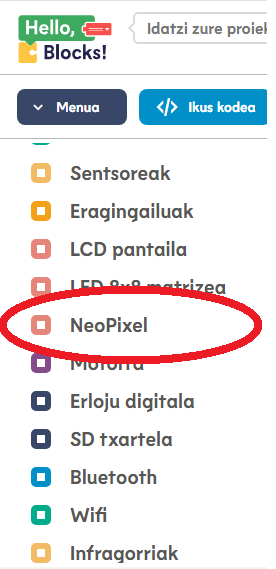 Hello,
Blocks!
Idatzi zure proiek
Menua
</> Ikus kodea
Sentsoreak
Eragingailuak
LCD pantaila
LED 8x8 matrizea
NeoPixel
Motorra
Erloju digitala
SD txartela
Bluetooth
Wifi
Infragorriak